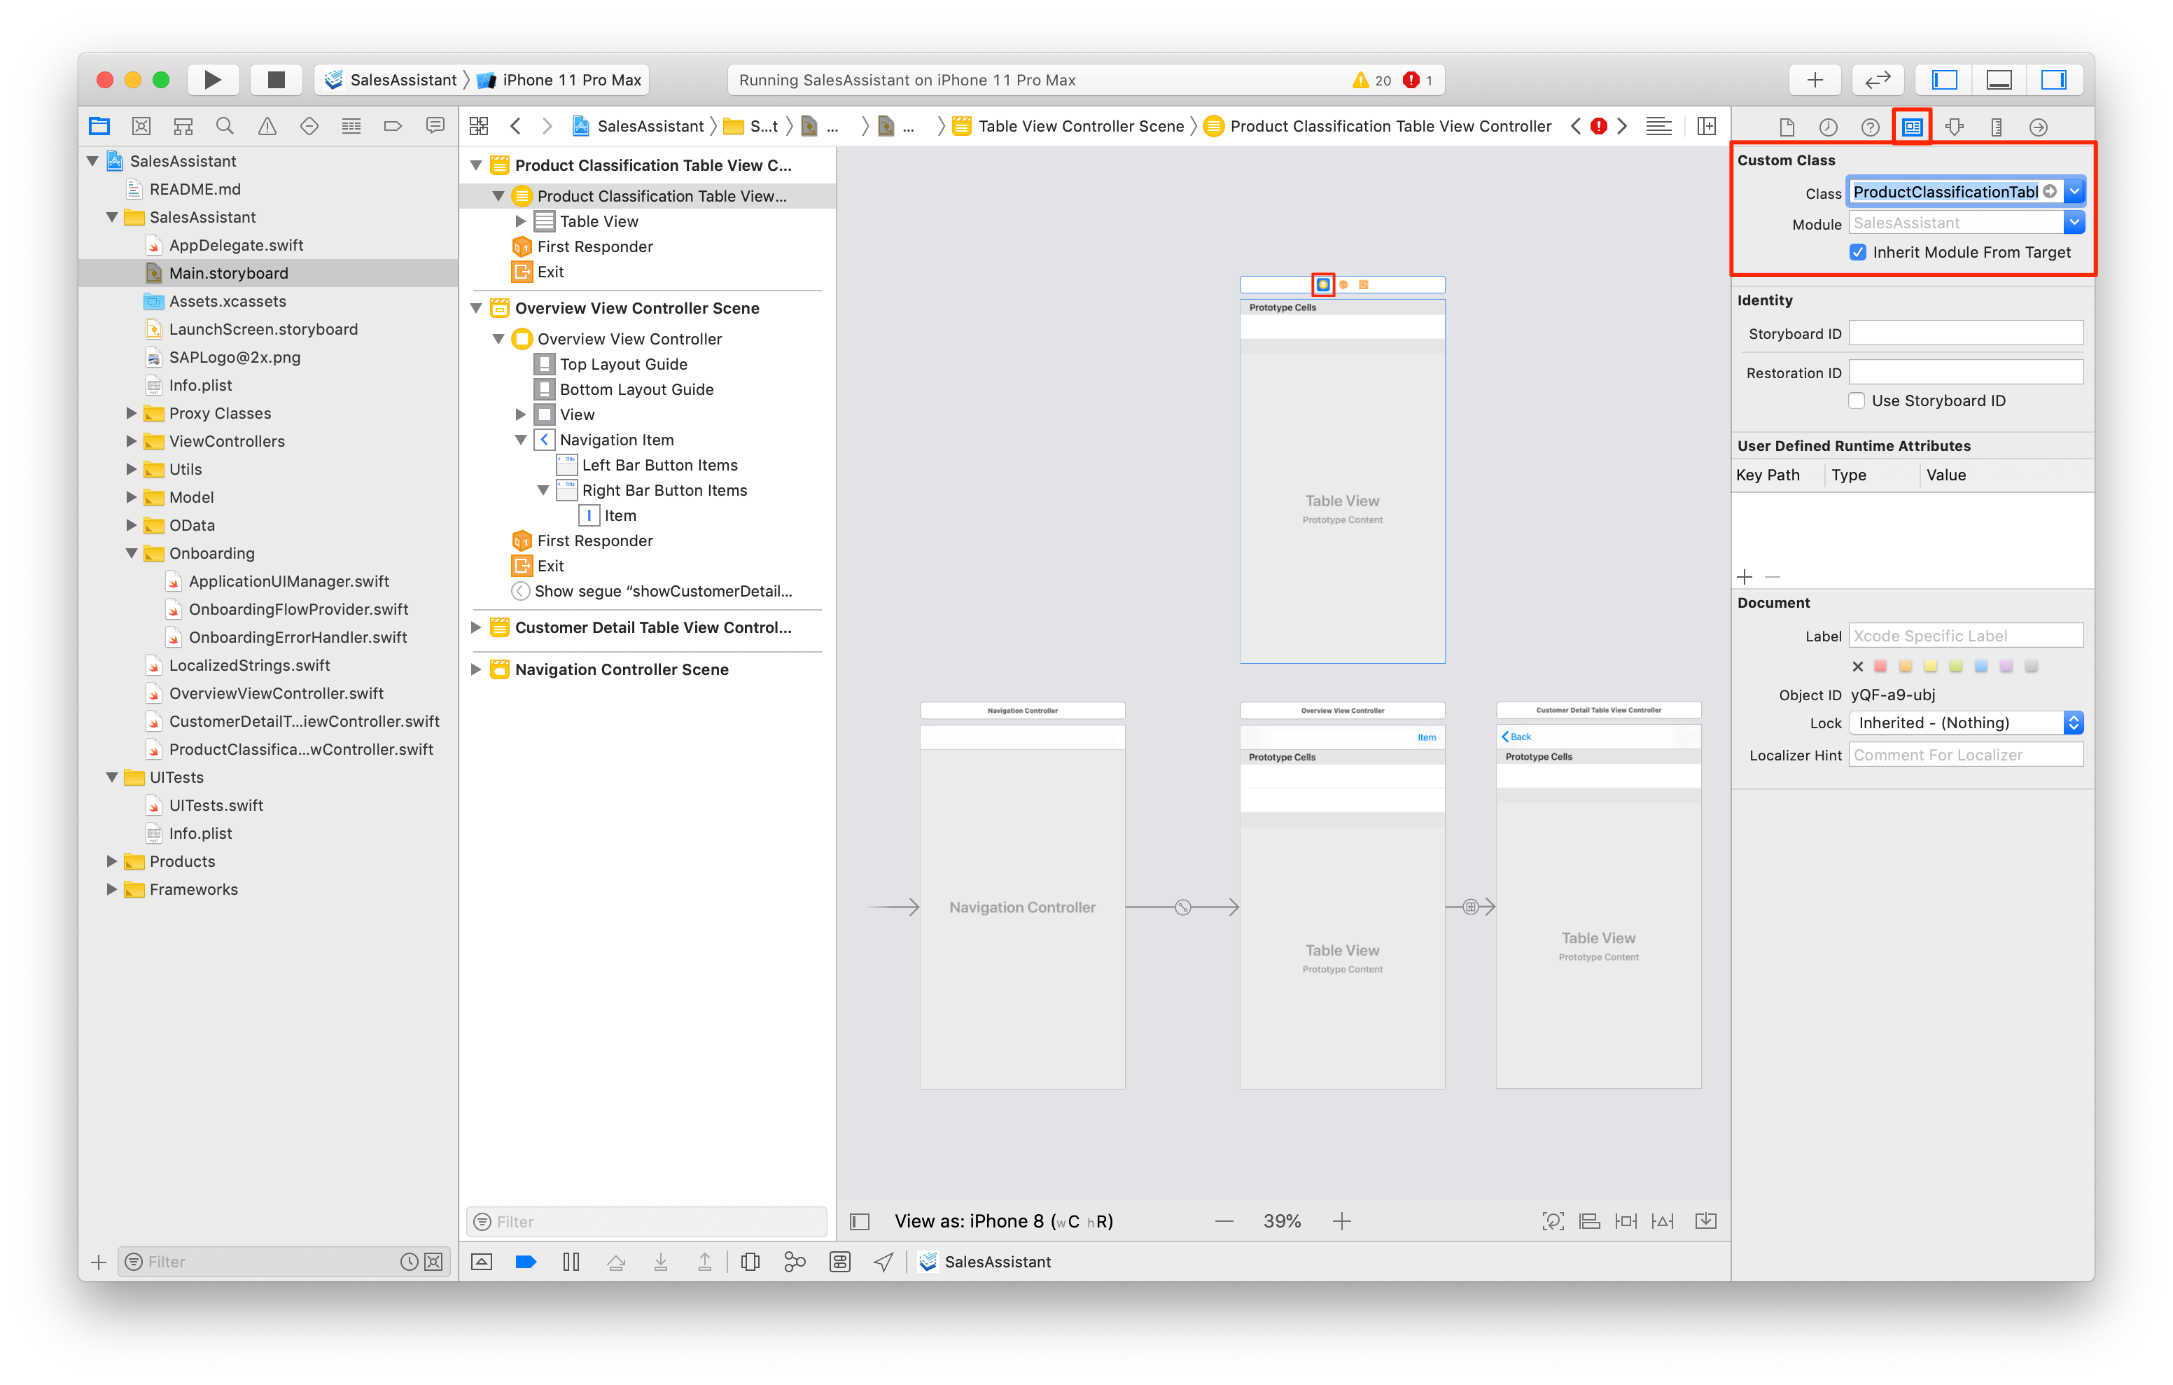 SalesAssistant 〉 iPhone 11 Pro Max
Running SalesAssistant on iPhone 11 Pro Max
20
1
SalesAssistant 〉 S...t 〉 ... 〉 ... 〉 Table View Controller Scene 〉 Product Classification Table View Controller
SalesAssistant
README.md
SalesAssistant
AppDelegate.swift
Main.storyboard
Assets.xcassets
LaunchScreen.storyboard
SAPLogo@2x.png
Info.plist
Proxy Classes
ViewControllers
Utils
Model
OData
Onboarding
ApplicationUIManager.swift
OnboardingFlowProvider.swift
OnboardingErrorHandler.swift
LocalizedStrings.swift
OverviewViewController.swift
CustomerDetailT...iewController.swift
ProductClassifica...wController.swift
UITests
UITests.swift
Info.plist
Products
Frameworks
Filter
Product Classification Table View C...
Product Classification Table View...
Table View
First Responder
Exit
Overview View Controller Scene
Overview View Controller
Top Layout Guide
Bottom Layout Guide
View
Navigation Item
Left Bar Button Items
Right Bar Button Items
Item
First Responder
Exit
Show segue “showCustomerDetail...
Customer Detail Table View Control...
Navigation Controller Scene
Filter
Prototype Cells
Table View
Prototype Content
Navigation Controller
Navigation Controller
Overview View Controller
Item
Prototype Cells
Table View
Prototype Content
Customer Detail Table View Controller
Back
Prototype Cells
Table View
Prototype Content
View as: iPhone 8 (wC hR)
39%
SalesAssistant
Custom Class
Class ProductClassificationTabl
Module SalesAssistant
Inherit Module From Target
Identity
Storyboard ID
Restoration ID
Use Storyboard ID
User Defined Runtime Attributes
Key Path Type Value
Document
Label Xcode Specific Label
Object ID yQF-a9-ubj
Lock Inherited - (Nothing)
Localizer Hint Comment For Localizer